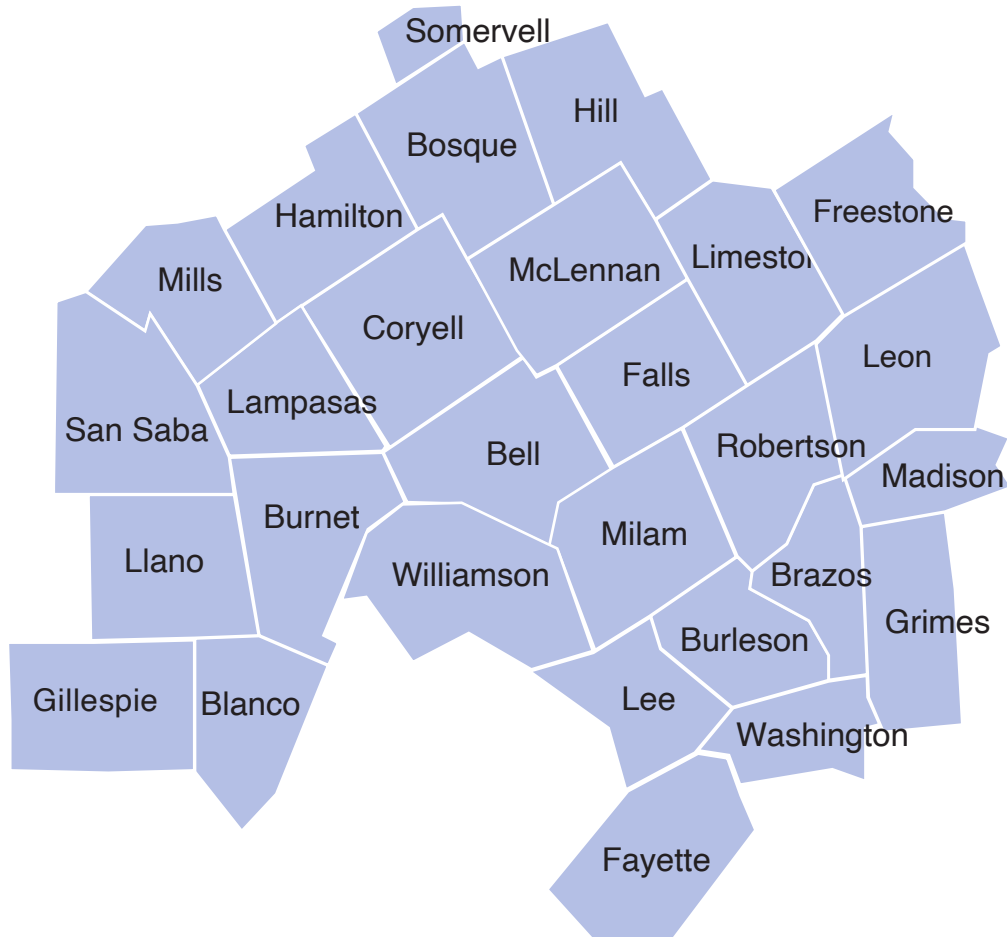 Somervell
Hill
Bosque
Freestone
Hamilton
Limesto
McLennan
Mills
Coryell
Leon
Falls
Lampasas
San Saba
Robertson
Bell
Madison
Burnet
Milam
Llano
Williamson
Brazos
Grimes
Burleson
Gillespie
Blanco
Lee
Washington
Fayette